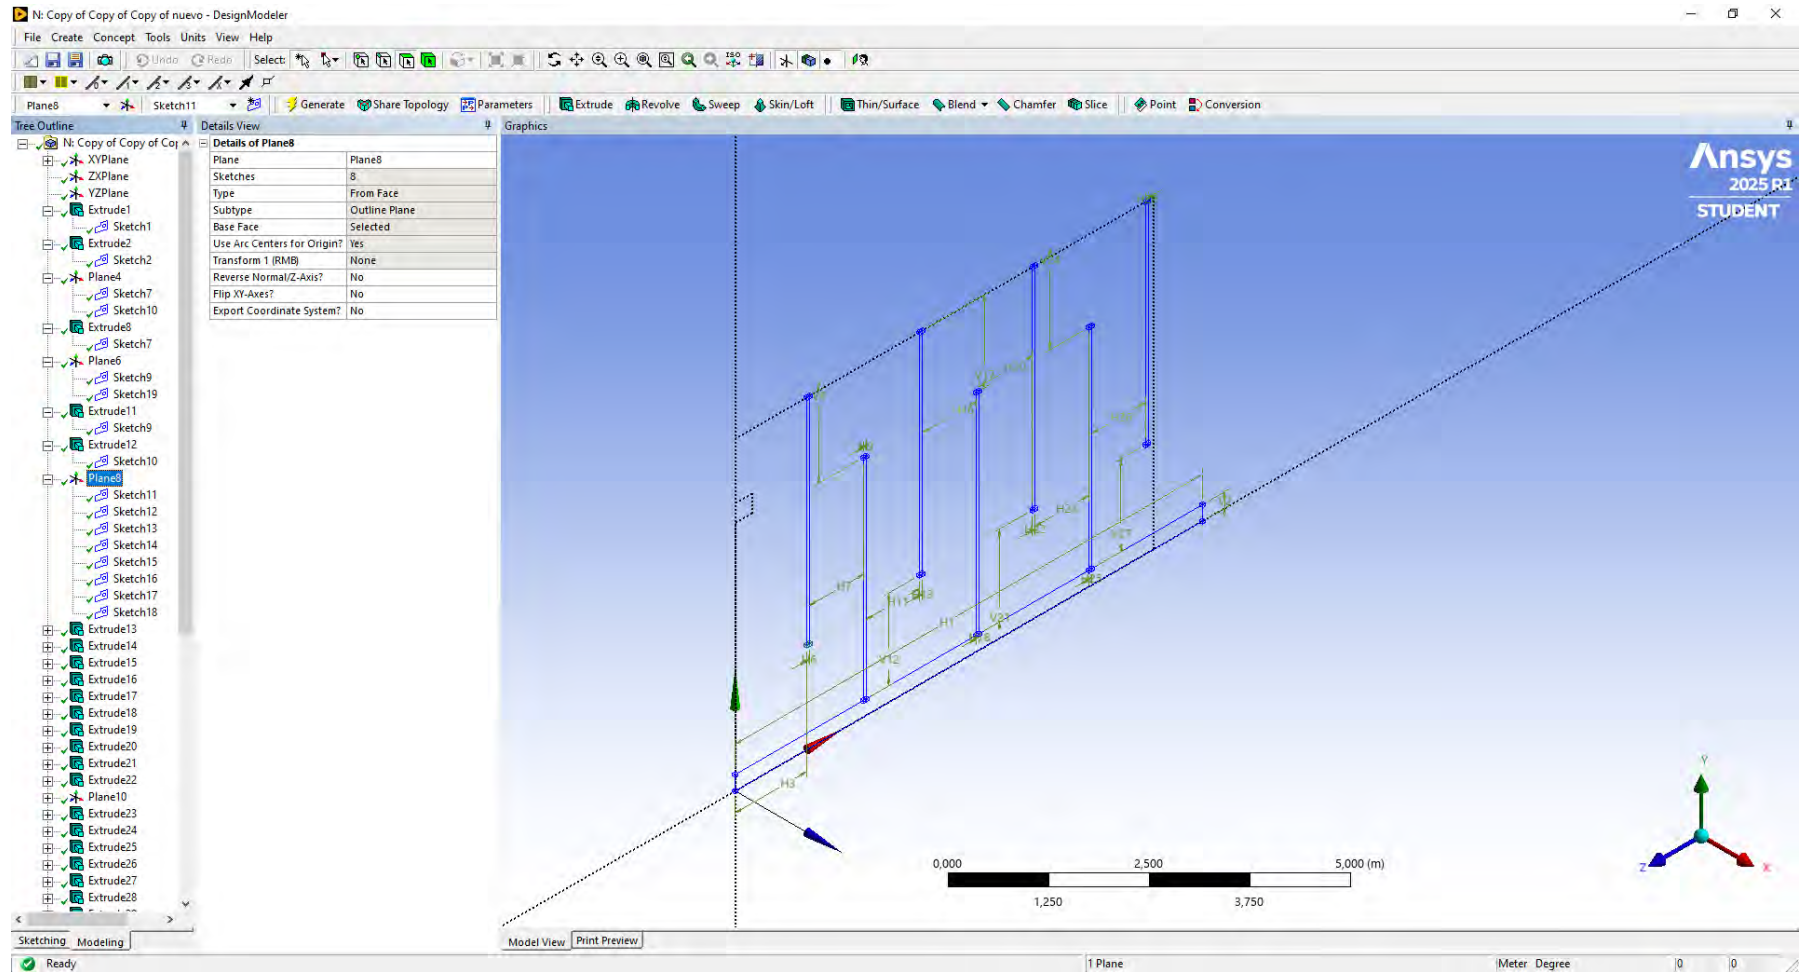 N: Copy of Copy of Copy of nuevo - DesignModeler
File Create Concept Tools Units View Help
Undo Redo Select:
Plane8 Sketch11 Generate Share Topology Parameters Extrude Revolve Sweep Skin/Loft Thin/Surface Blend Chamfer Slice Point Conversion
Tree Outline
N: Copy of Copy of Cop
XYPlane
ZXPlane
YZPlane
Extrude1
Sketch1
Extrude2
Sketch2
Plane4
Sketch7
Sketch10
Extrude8
Sketch7
Plane6
Sketch9
Sketch19
Extrude11
Sketch9
Extrude12
Sketch10
Plane8
Sketch11
Sketch12
Sketch13
Sketch14
Sketch15
Sketch16
Sketch17
Sketch18
Extrude13
Extrude14
Extrude15
Extrude16
Extrude17
Extrude18
Extrude19
Extrude20
Extrude21
Extrude22
Plane10
Extrude23
Extrude24
Extrude25
Extrude26
Extrude27
Extrude28
Sketching Modeling
Details View
Details of Plane8
Plane Plane8
Sketches 8
Type From Face
Subtype Outline Plane
Base Face Selected
Use Arc Centers for Origin? Yes
Transform 1 (RMB) None
Reverse Normal/Z-Axis? No
Flip XY-Axes? No
Export Coordinate System? No
Graphics
ISO
Ansys
2025 R1
STUDENT
H7
H1
V12
H3
0,000 2,500 5,000 (m)
1,250 3,750
Y
Z X
Model View Print Preview
Ready 1 Plane Meter Degree 0 0